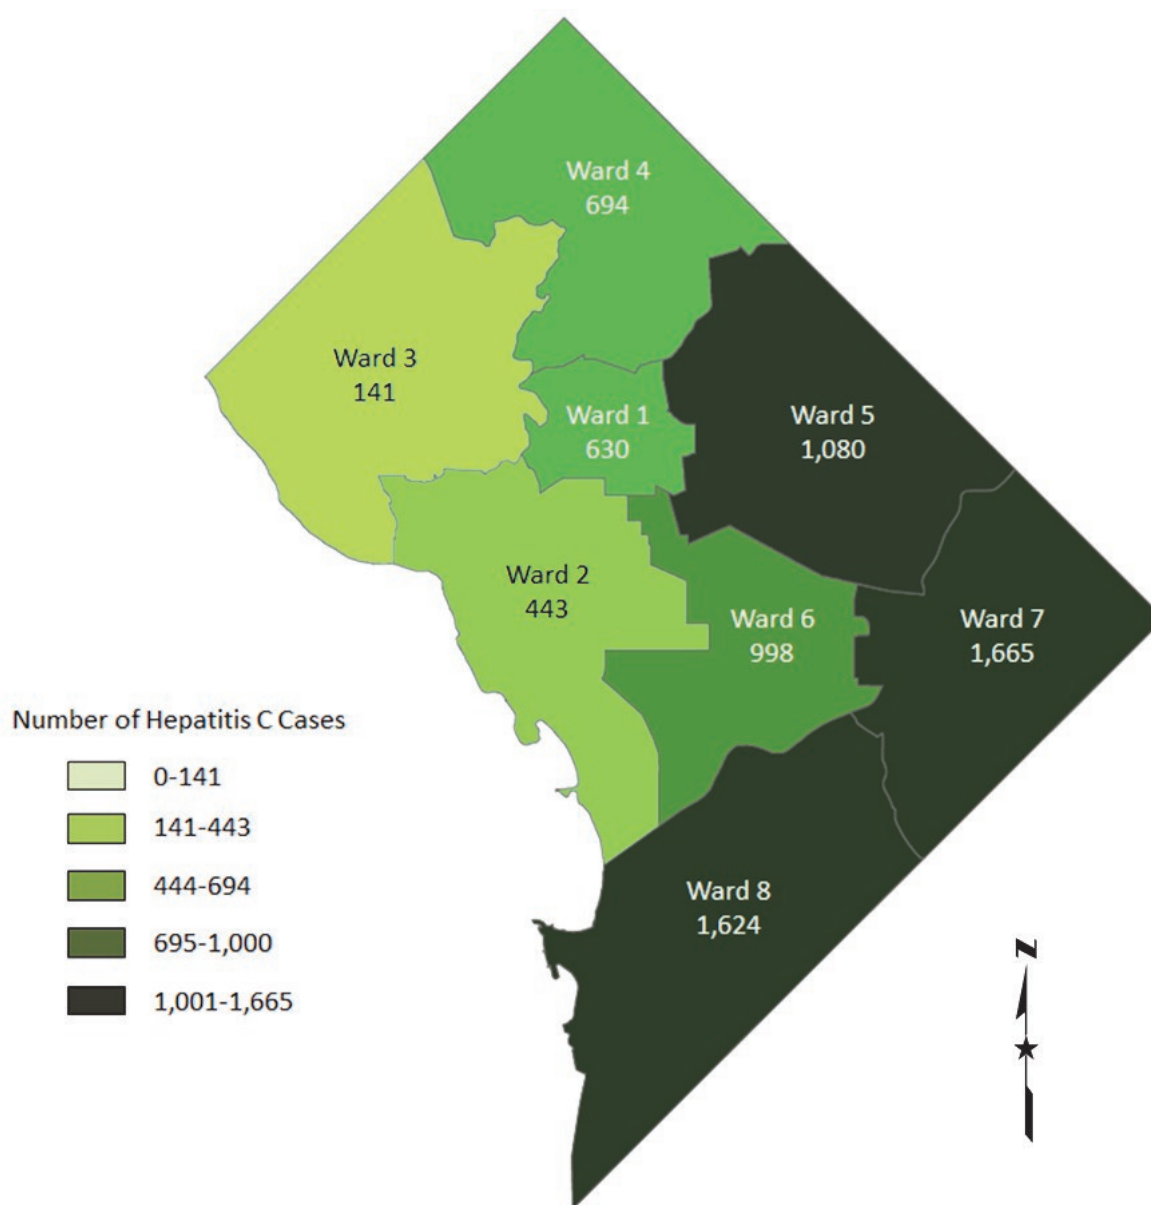 Ward 4
694
Ward 3
141
Ward 1
630
Ward 5
1,080
Ward 2
443
Ward 6
998
Ward 7
1,665
Number of Hepatitis C Cases
0-141
141-443
444-694
695-1,000
1,001-1,665
Ward 8
1,624
N